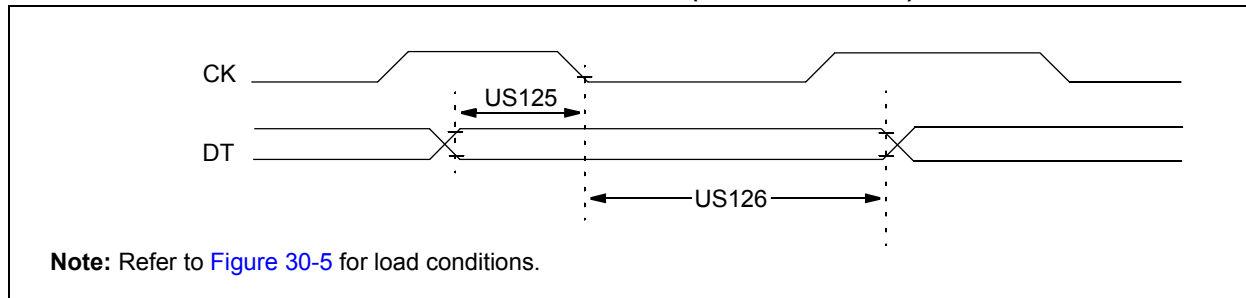 CK
US125
DT
US126
Note: Refer to Figure 30-5 for load conditions.